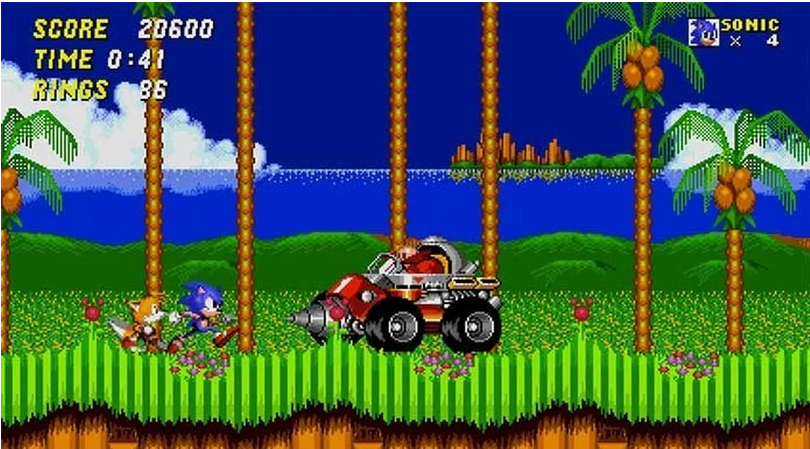 SCORE 20600
TIME 0:41
RINGS 86
SONIC
× 4